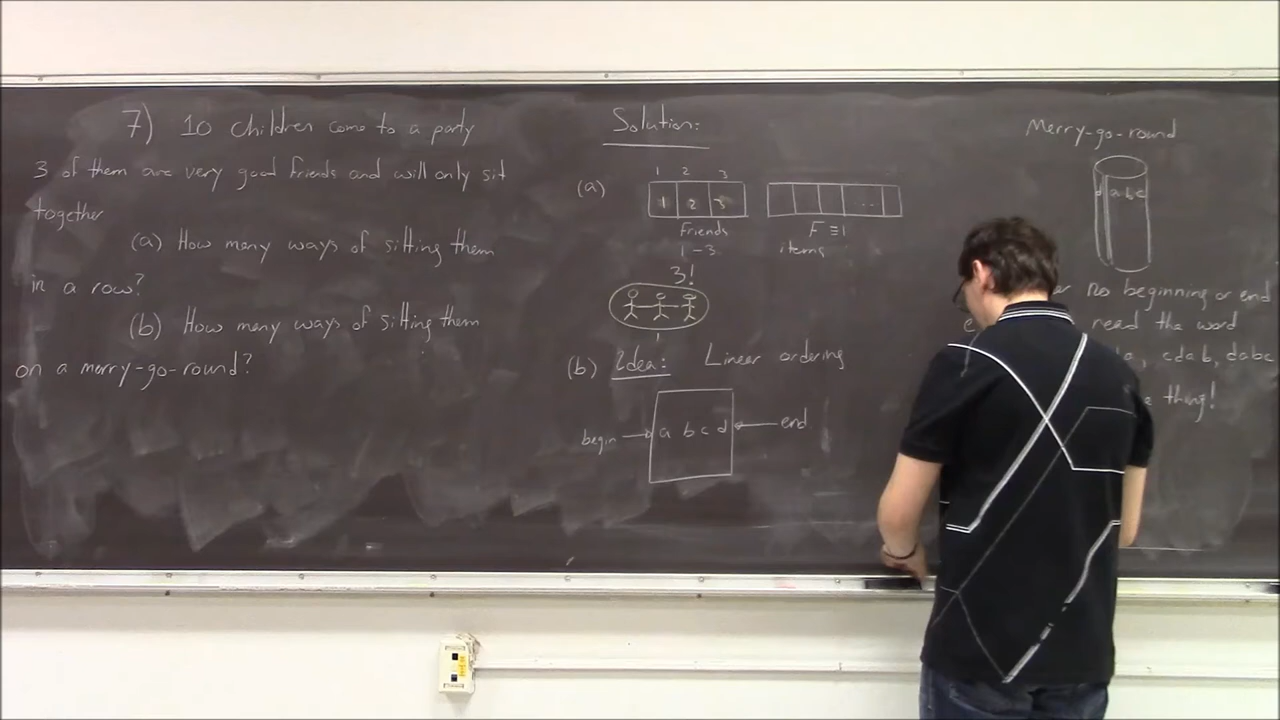 7) 10 children come to a party
3 of them are very good friends and will only sit
together
(a) How many ways of sitting them
in a row?
(b) How many ways of sitting them
on a merry-go-round?
Solution:
(a)
1 2 3
1 2 3 ...
Friends F ≡ 1
1-3 items
3!
(b) Idea: Linear ordering
begin → a b c d ← end
Merry-go-round
d a b c
no beginning or end
read the word
cdab, dabc
thing!